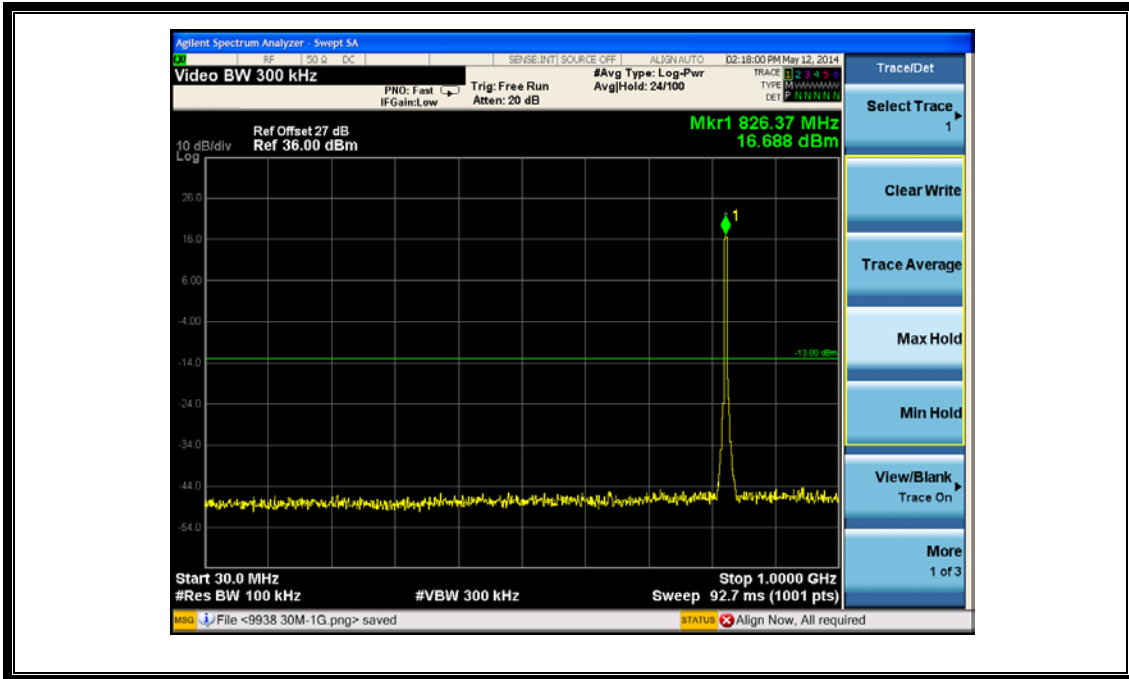 Agilent Spectrum Analyzer - Swept SA
RF 50 Ω DC SENSE:INT SOURCE OFF ALIGN AUTO 02:18:00 PM May 12, 2014
Video BW 300 kHz
PNO: Fast
IFGain:Low
Trig: Free Run
Atten: 20 dB
#Avg Type: Log-Pwr
Avg|Hold: 24/100
TRACE 1 2 3 4 5 6
TYPE MWWWWW
DET P N N N N N
Mkr1 826.37 MHz
16.688 dBm
Ref Offset 27 dB
10 dB/div Ref 36.00 dBm
Log
26.0
16.0
6.00
-4.00
-14.0
-24.0
-34.0
-44.0
-54.0
1
-13.00 dBm
Start 30.0 MHz Stop 1.0000 GHz
#Res BW 100 kHz #VBW 300 kHz Sweep 92.7 ms (1001 pts)
MSG File <9938 30M-1G.png> saved STATUS Align Now, All required
Trace/Det
Select Trace
1
Clear Write
Trace Average
Max Hold
Min Hold
View/Blank
Trace On
More
1 of 3